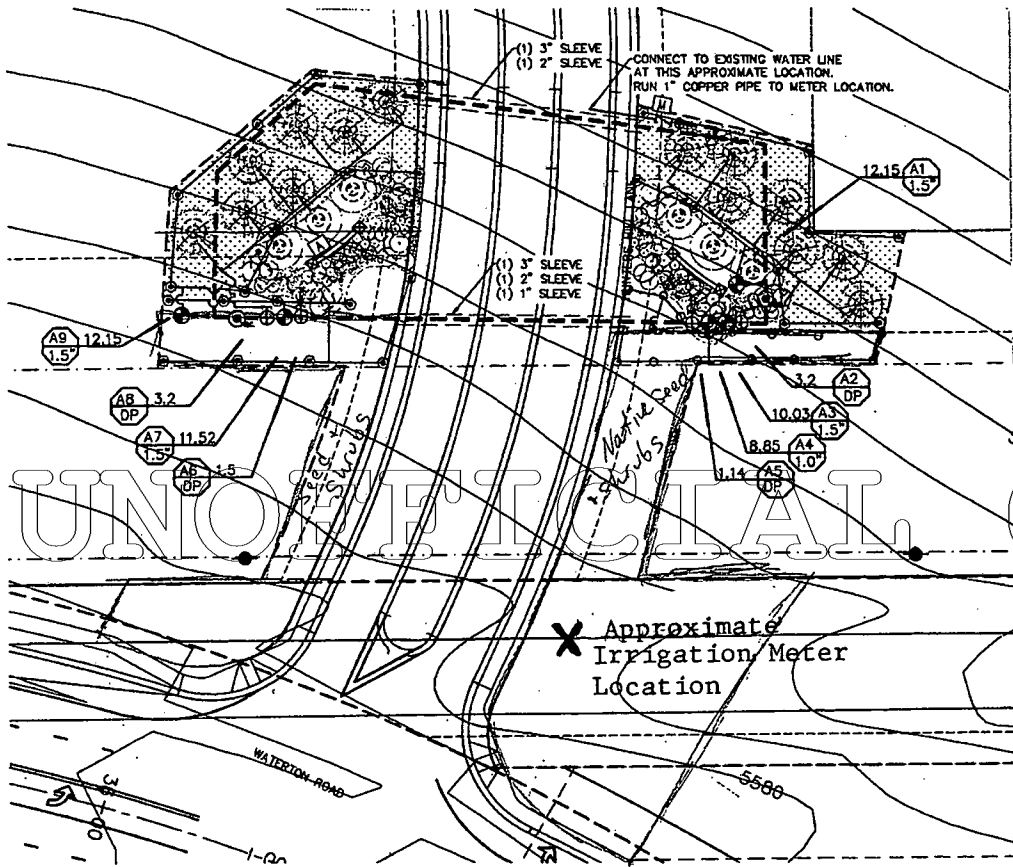 (1) 3" SLEEVE
(1) 2" SLEEVE
CONNECT TO EXISTING WATER LINE
AT THIS APPROXIMATE LOCATION.
RUN 1" COPPER PIPE TO METER LOCATION.
M
12.15 A1
1.5"
(1) 3" SLEEVE
(1) 2" SLEEVE
(1) 1" SLEEVE
A9 12.15
1.5"
A8 3.2
DP
A7 11.52
1.5"
A6 1.5
DP
3.2 A2
DP
10.03 A3
1.5"
8.85 A4
1.0"
1.14 A5
DP
Seed +
Shrubs
Native Seed
+ Shrubs
UNOFFICIAL
X Approximate
Irrigation Meter
Location
WATERTON ROAD
5580